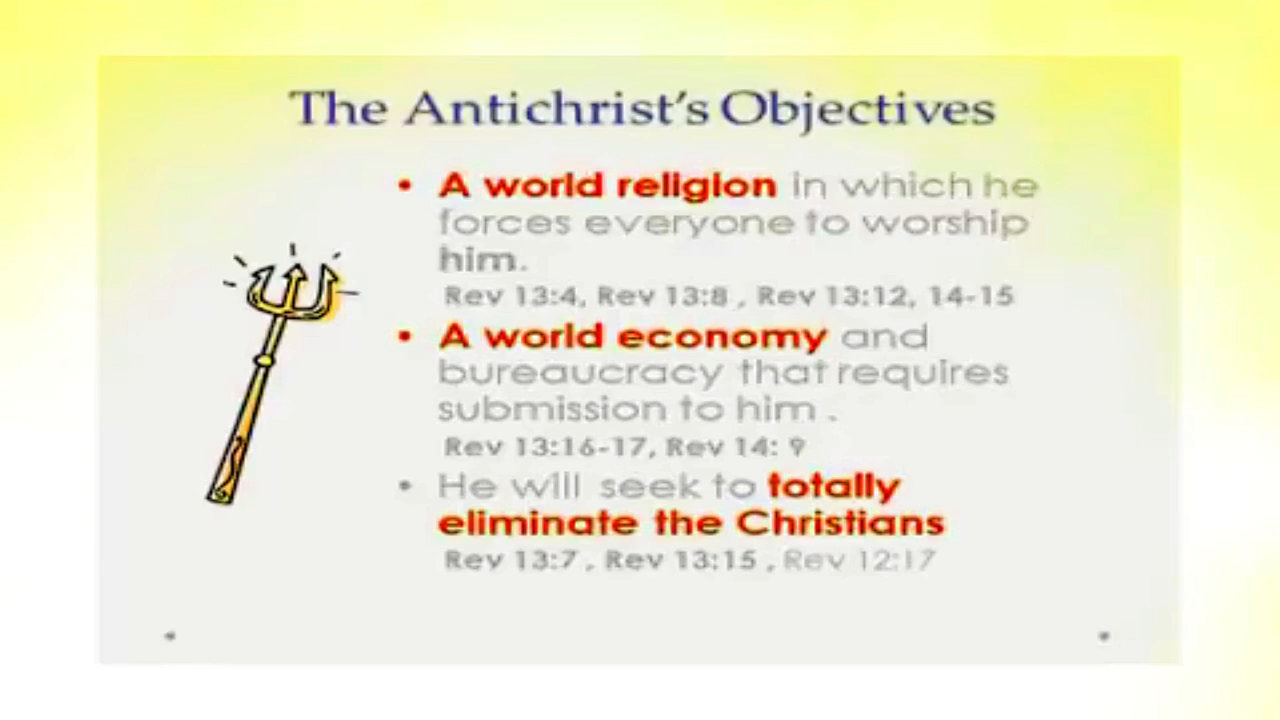 The Antichrist's Objectives
• A world religion in which he
forces everyone to worship
him.
Rev 13:4, Rev 13:8 , Rev 13:12, 14-15
• A world economy and
bureaucracy that requires
submission to him .
Rev 13:16-17, Rev 14: 9
• He will seek to totally
eliminate the Christians
Rev 13:7 , Rev 13:15 , Rev 12:17